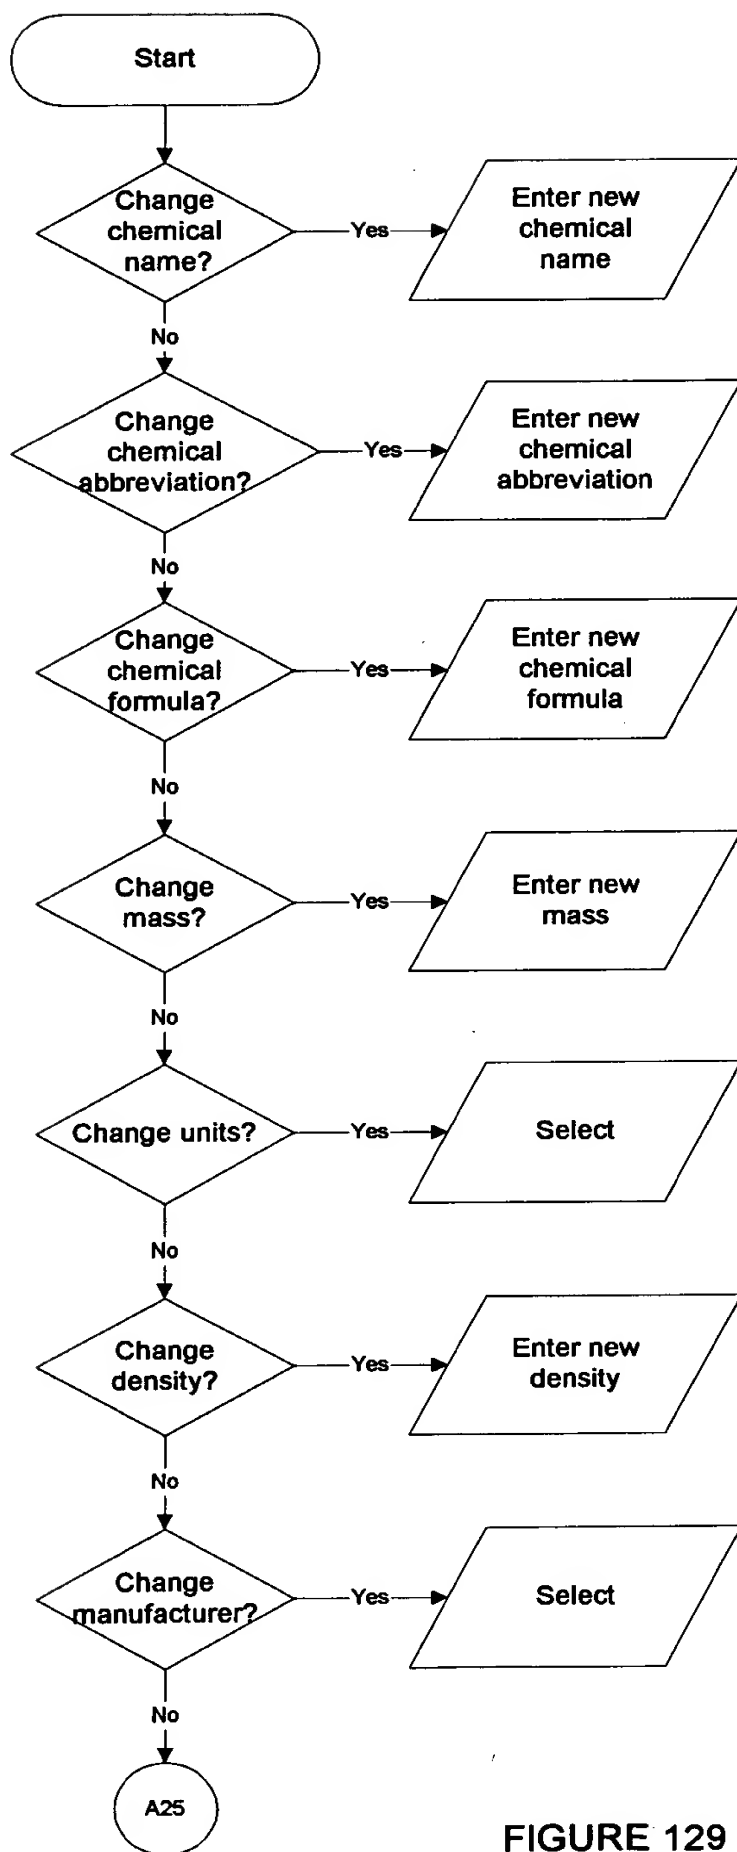 Start
Change
chemical
name?
Yes
Enter new
chemical
name
No
Change
chemical
abbreviation?
Yes
Enter new
chemical
abbreviation
No
Change
chemical
formula?
Yes
Enter new
chemical
formula
No
Change
mass?
Yes
Enter new
mass
No
Change units?
Yes
Select
No
Change
density?
Yes
Enter new
density
No
Change
manufacturer?
Yes
Select
No
A25
FIGURE 129